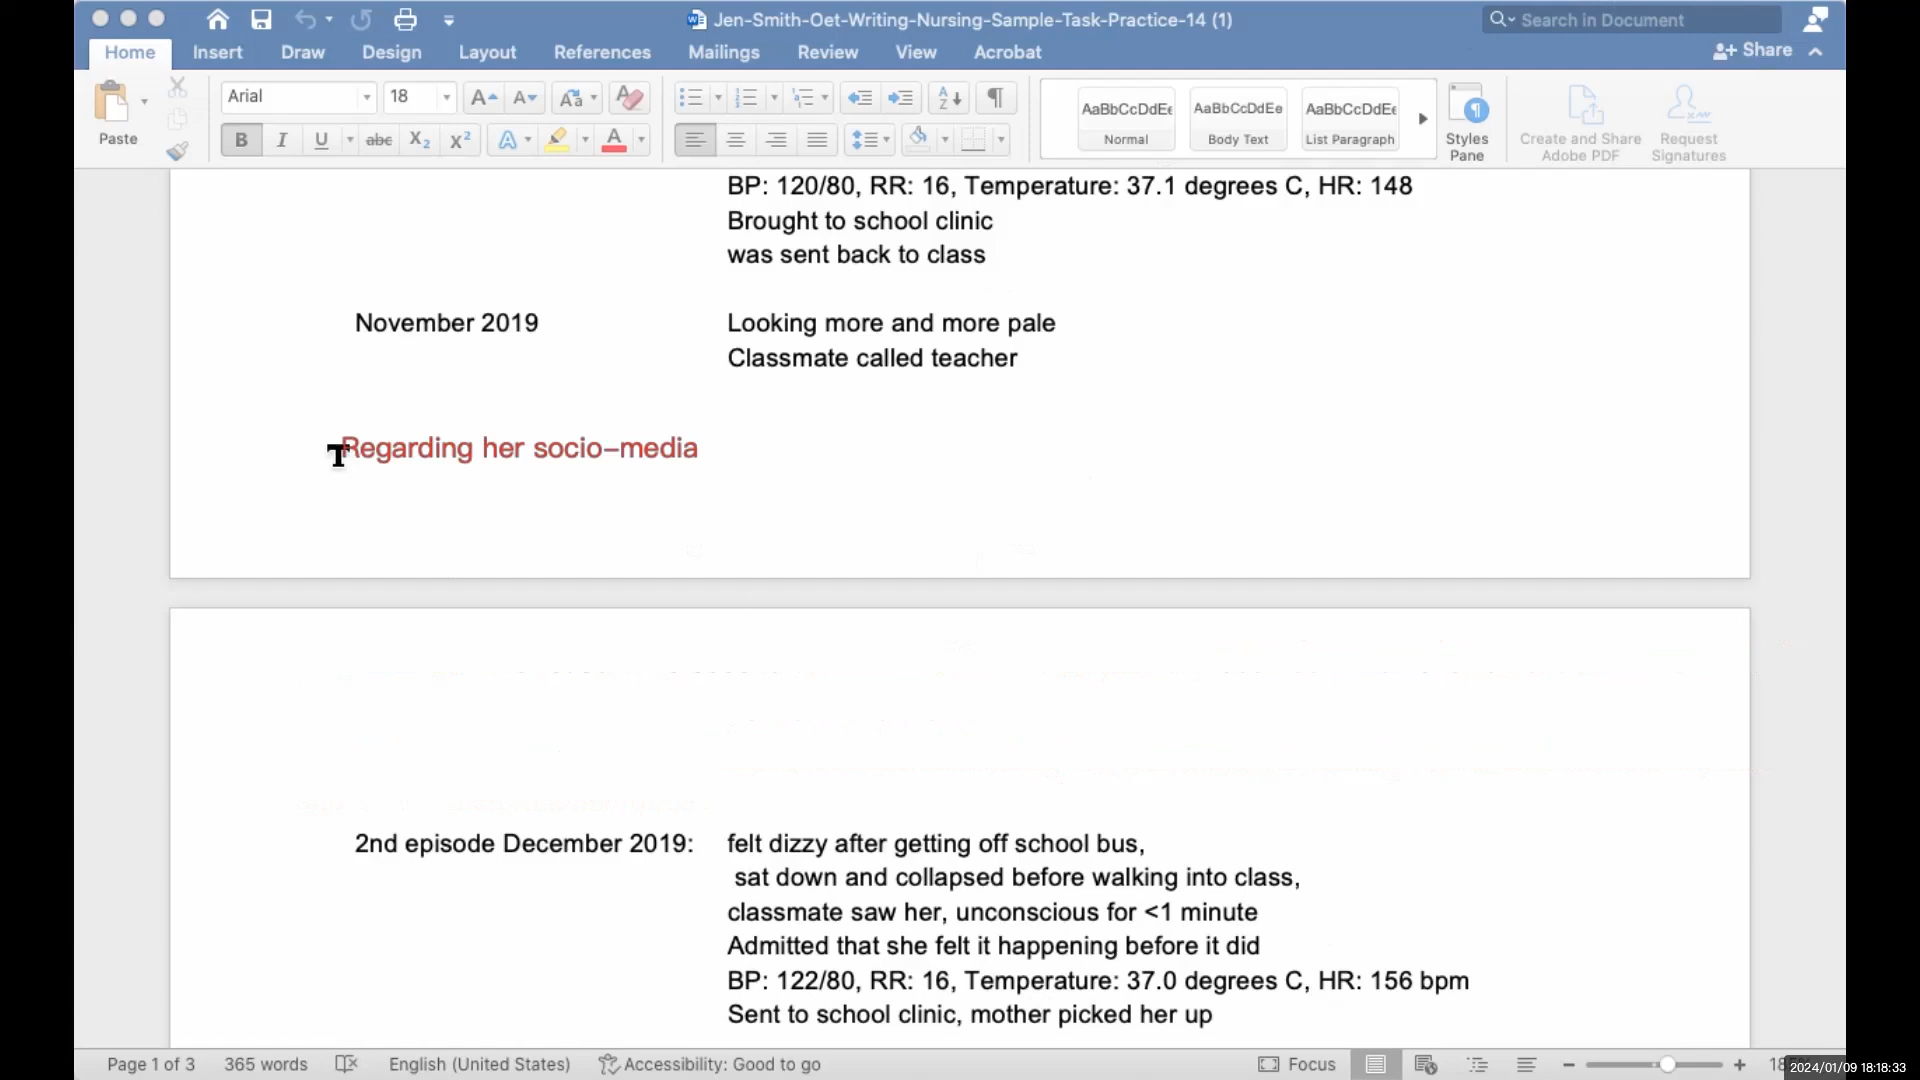 Jen-Smith-Oet-Writing-Nursing-Sample-Task-Practice-14 (1)
Search in Document
Home
Insert
Draw
Design
Layout
References
Mailings
Review
View
Acrobat
Share
Paste
Arial
18
AaBbCcDdEe
Normal
AaBbCcDdEe
Body Text
AaBbCcDdEe
List Paragraph
Styles
Pane
Create and Share
Adobe PDF
Request
Signatures
BP: 120/80, RR: 16, Temperature: 37.1 degrees C, HR: 148
Brought to school clinic
was sent back to class
November 2019
Looking more and more pale
Classmate called teacher
Regarding her socio–media
2nd episode December 2019:
felt dizzy after getting off school bus,
sat down and collapsed before walking into class,
classmate saw her, unconscious for <1 minute
Admitted that she felt it happening before it did
BP: 122/80, RR: 16, Temperature: 37.0 degrees C, HR: 156 bpm
Sent to school clinic, mother picked her up
Page 1 of 3
365 words
English (United States)
Accessibility: Good to go
Focus
2024/01/09 18:18:33